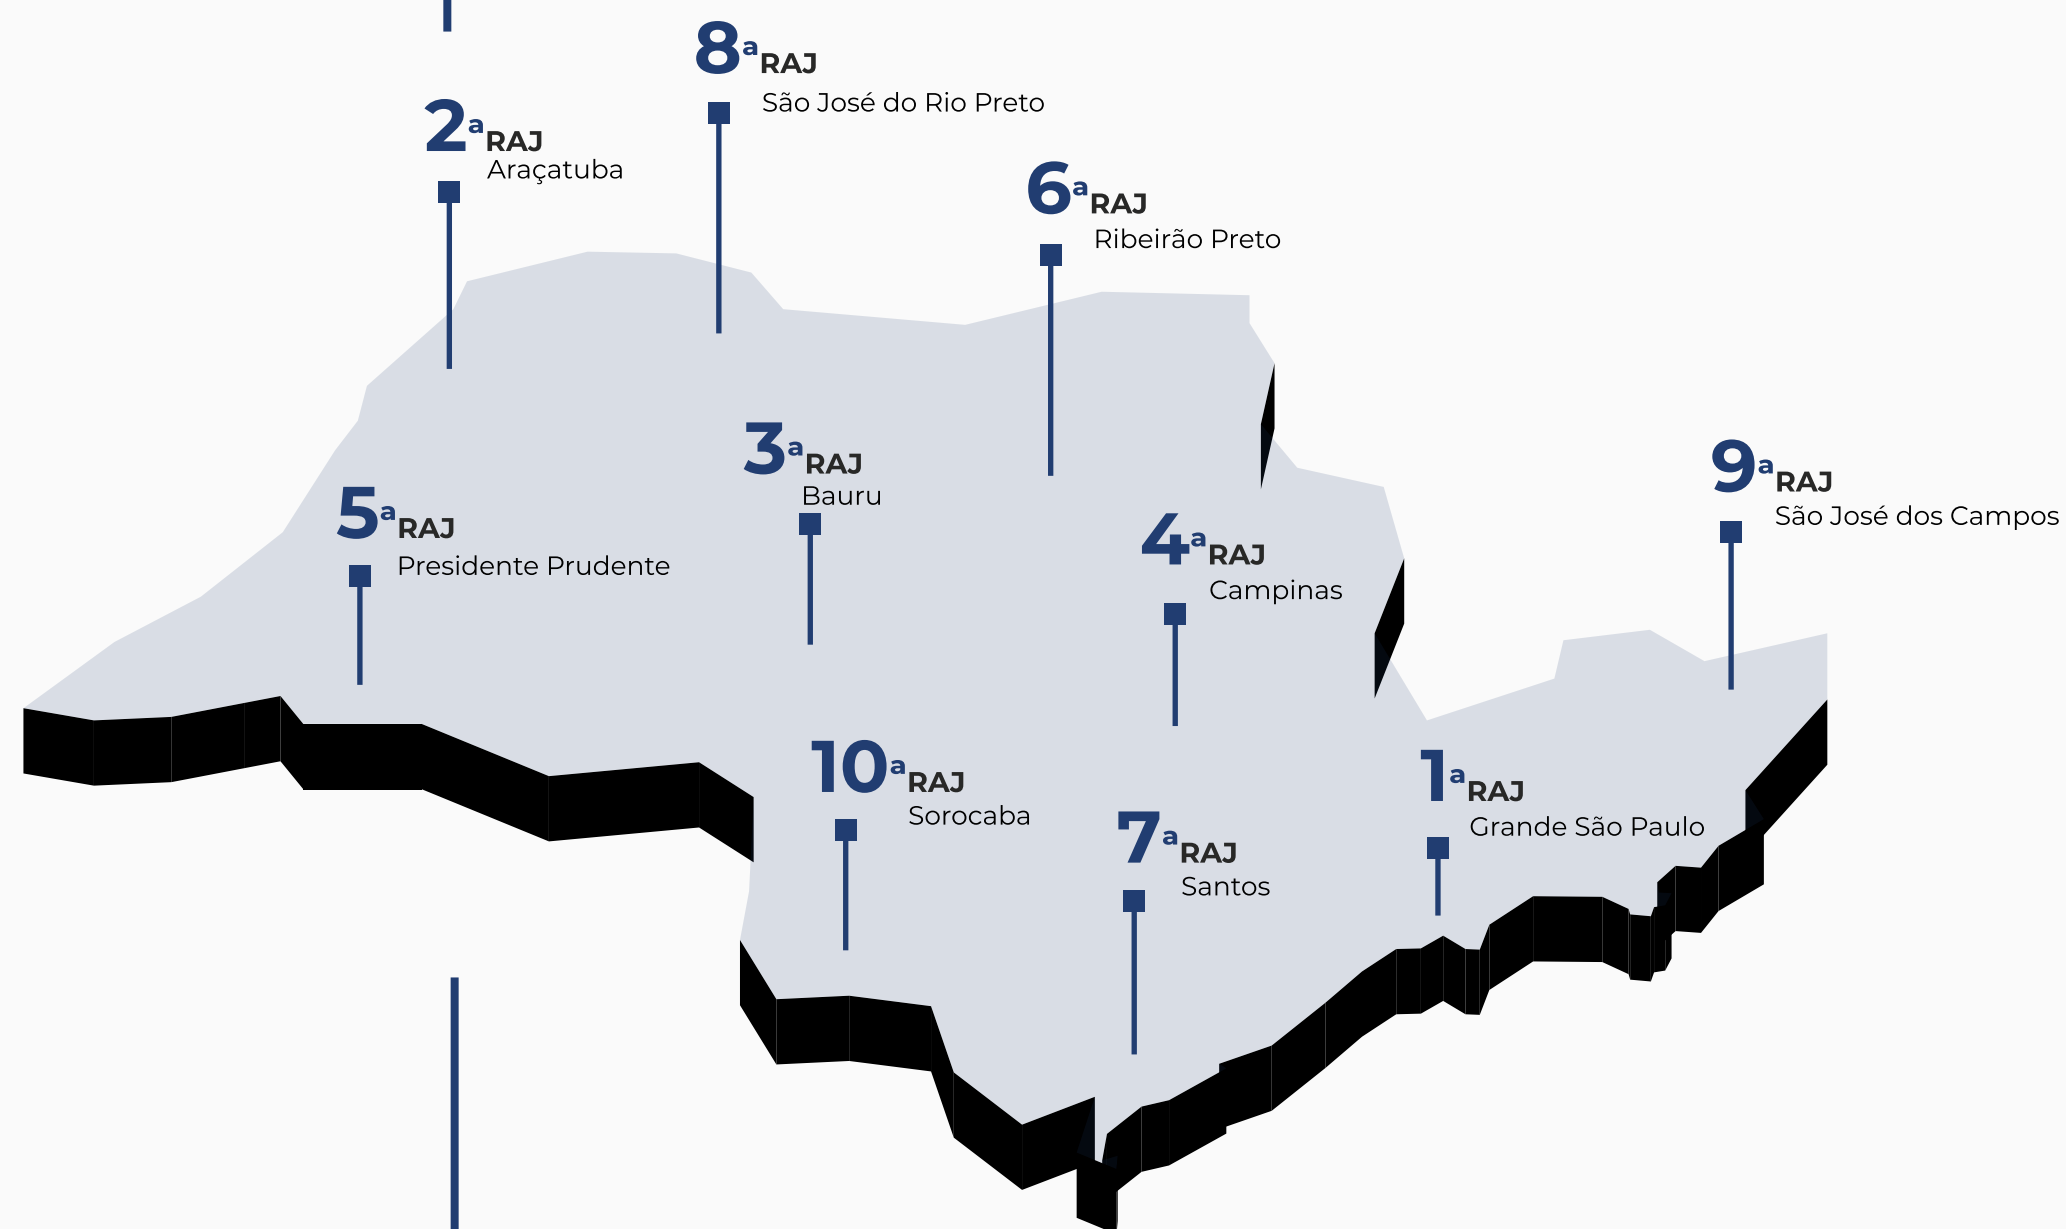 8ª RAJ
São José do Rio Preto
2ª RAJ
Araçatuba
6ª RAJ
Ribeirão Preto
3ª RAJ
Bauru
9ª RAJ
São José dos Campos
5ª RAJ
Presidente Prudente
4ª RAJ
Campinas
10ª RAJ
Sorocaba
1ª RAJ
Grande São Paulo
7ª RAJ
Santos